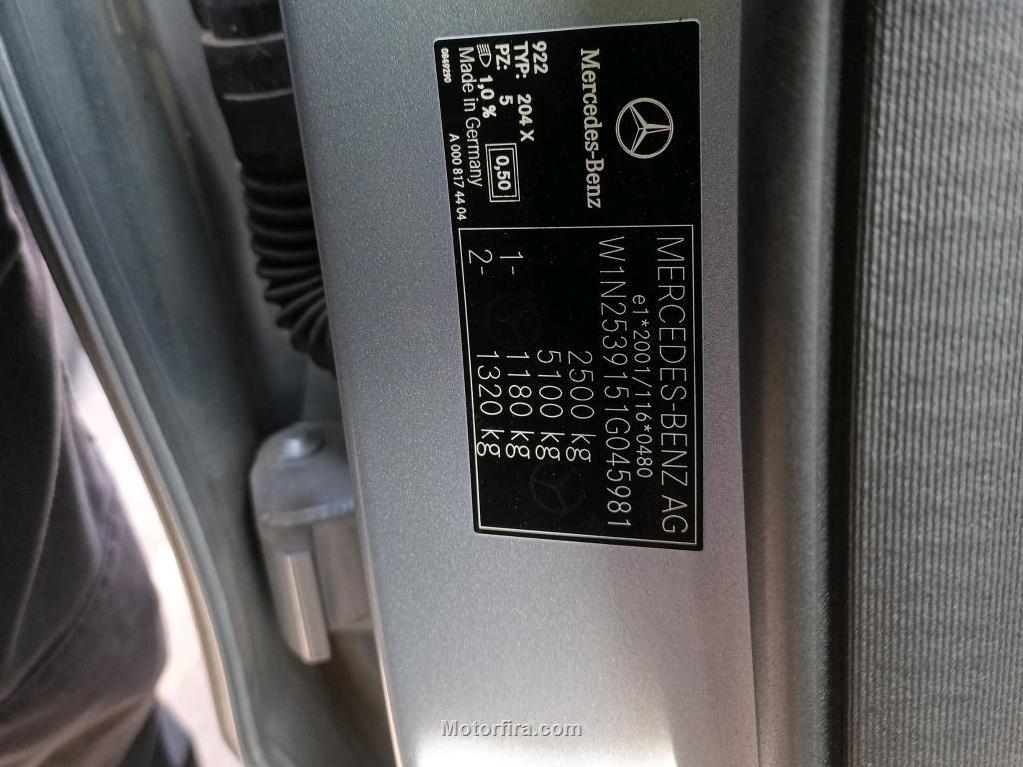 Mercedes-Benz
922
TYP: 204 X
PZ: 5
0,50
1,0 %
Made in Germany
A 000 817 44 04
0849290
MERCEDES-BENZ AG
e1*2001/116*0480
W1N2539151G045981
2500 kg
5100 kg
1- 1180 kg
2- 1320 kg
Motorfira.com